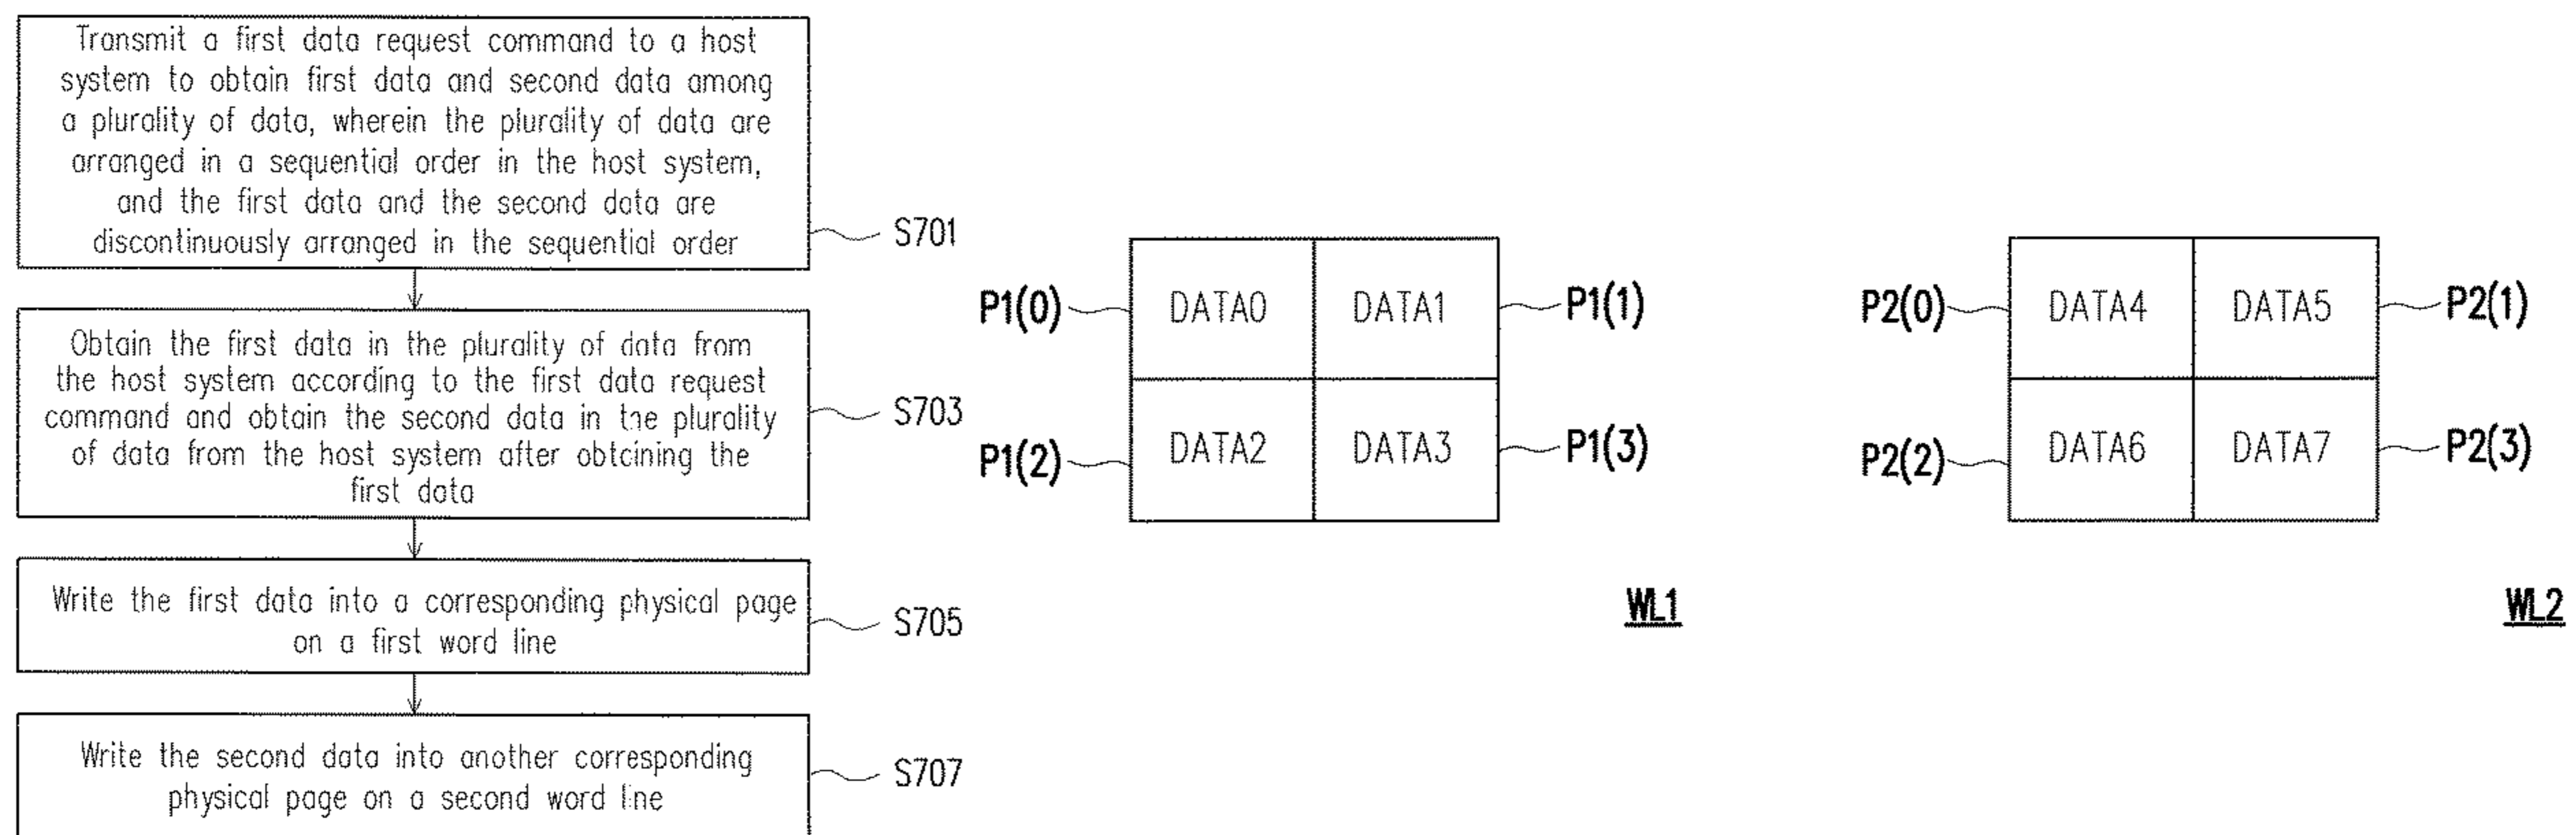 Transmit a first data request command to a host
system to obtain first data and second data among
a plurality of data, wherein the plurality of data are
arranged in a sequential order in the host system,
and the first data and the second data are
discontinuously arranged in the sequential order
S701
Obtain the first data in the plurality of data from
the host system according to the first data request
command and obtain the second data in the plurality
of data from the host system after obtaining the
first data
S703
Write the first data into a corresponding physical page
on a first word line
S705
Write the second data into another corresponding
physical page on a second word line
S707
P1(0) DATA0 DATA1 P1(1)
P1(2) DATA2 DATA3 P1(3)
WL1
P2(0) DATA4 DATA5 P2(1)
P2(2) DATA6 DATA7 P2(3)
WL2